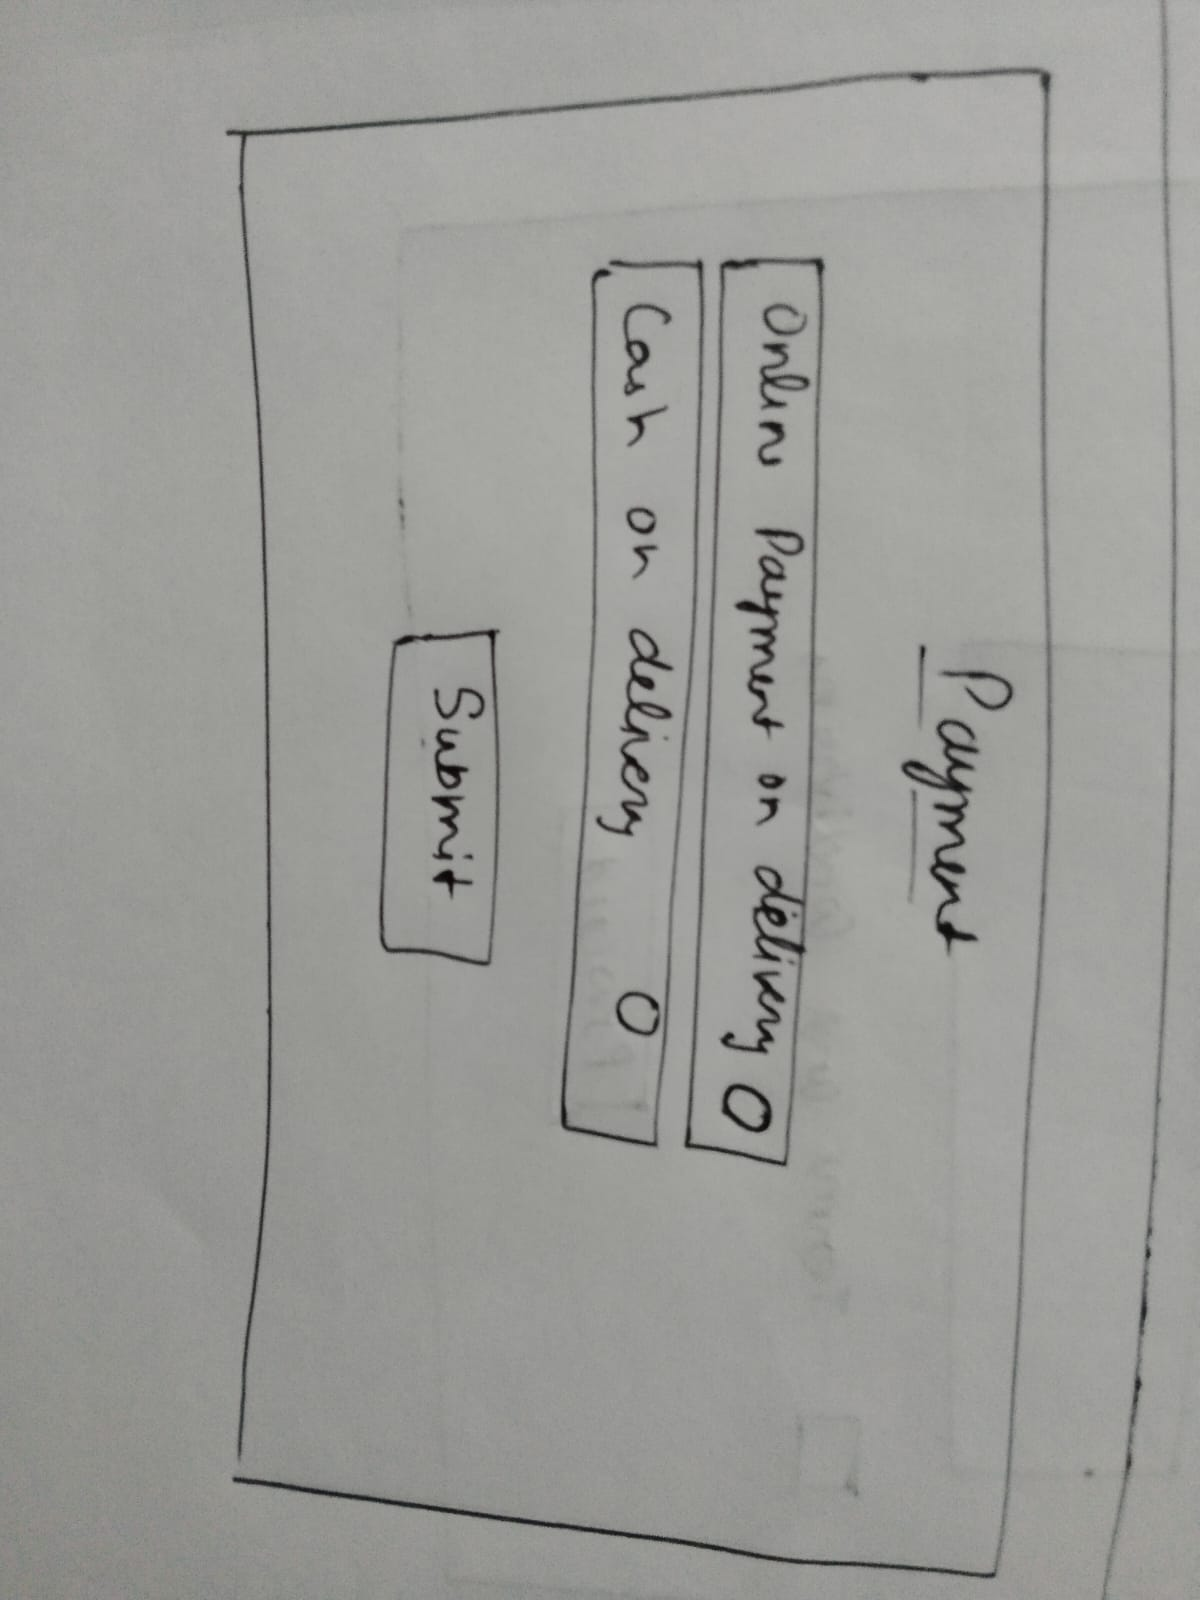 Payment
Online Payment on delivery O
Cash on delivery O
Submit